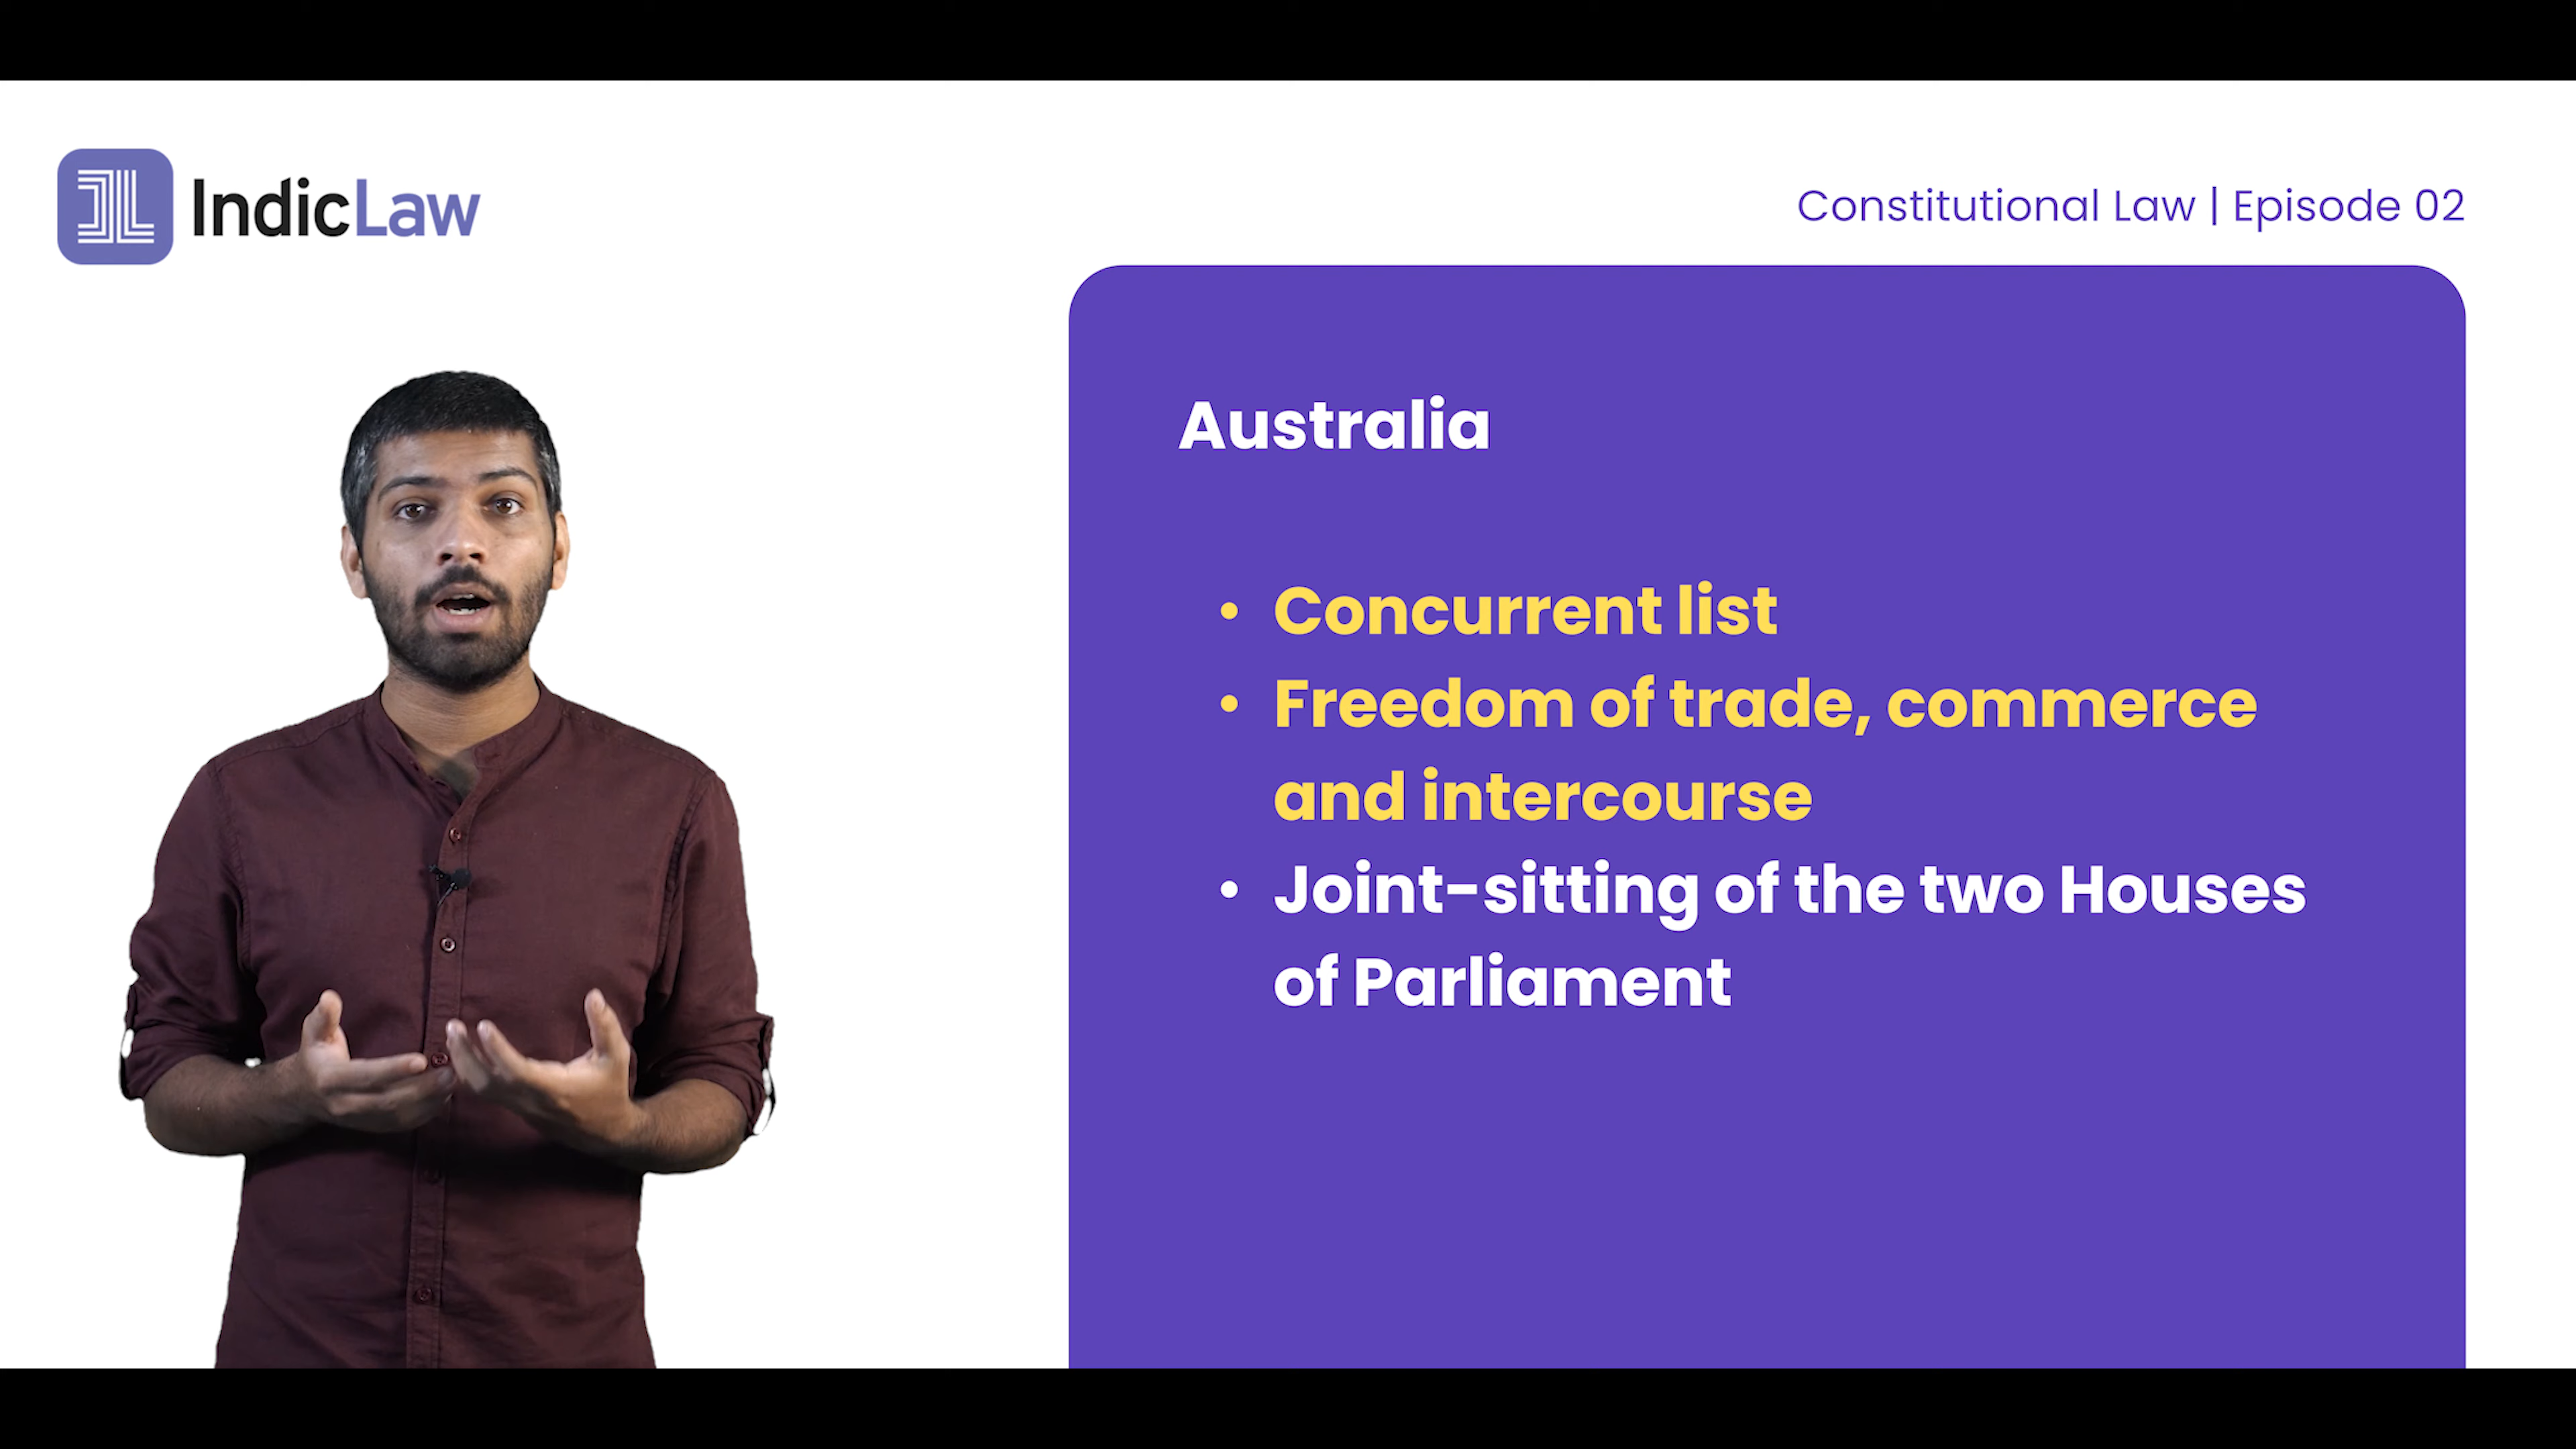 IndicLaw
Constitutional Law | Episode 02
Australia
• Concurrent list
• Freedom of trade, commerce
and intercourse
• Joint-sitting of the two Houses
of Parliament